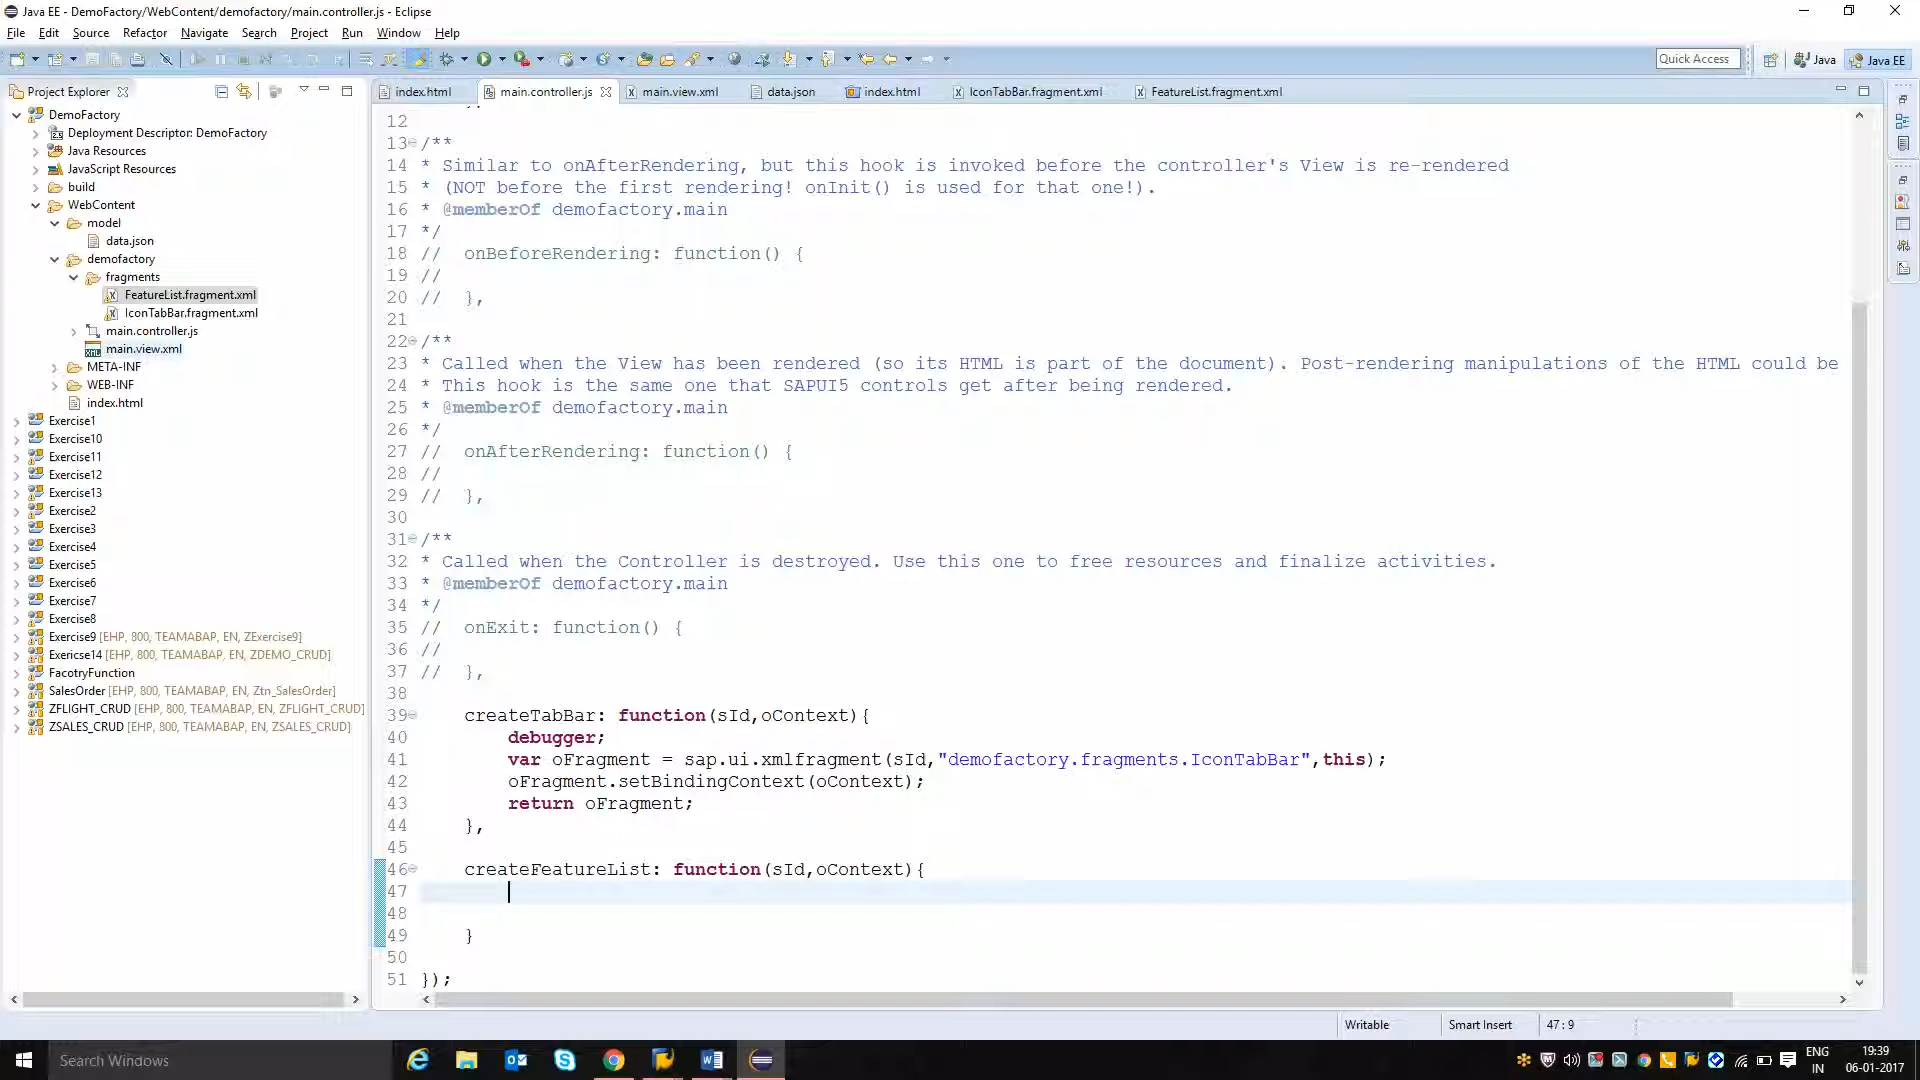 Java EE - DemoFactory/WebContent/demofactory/main.controller.js - Eclipse
File Edit Source Refactor Navigate Search Project Run Window Help
Quick Access Java Java EE
Project Explorer
index.html main.controller.js main.view.xml data.json index.html IconTabBar.fragment.xml FeatureList.fragment.xml
DemoFactory
Deployment Descriptor: DemoFactory
Java Resources
JavaScript Resources
build
WebContent
model
data.json
demofactory
fragments
FeatureList.fragment.xml
IconTabBar.fragment.xml
main.controller.js
main.view.xml
META-INF
WEB-INF
index.html
Exercise1
Exercise10
Exercise11
Exercise12
Exercise13
Exercise2
Exercise3
Exercise4
Exercise5
Exercise6
Exercise7
Exercise8
Exercise9 [EHP, 800, TEAMABAP, EN, ZExercise9]
Exericse14 [EHP, 800, TEAMABAP, EN, ZDEMO_CRUD]
FacotryFunction
SalesOrder [EHP, 800, TEAMABAP, EN, Ztn_SalesOrder]
ZFLIGHT_CRUD [EHP, 800, TEAMABAP, EN, ZFLIGHT_CRUD]
ZSALES_CRUD [EHP, 800, TEAMABAP, EN, ZSALES_CRUD]
12
13 /**
14 * Similar to onAfterRendering, but this hook is invoked before the controller's View is re-rendered
15 * (NOT before the first rendering! onInit() is used for that one!).
16 * @memberOf demofactory.main
17 */
18 // onBeforeRendering: function() {
19 //
20 // },
21
22 /**
23 * Called when the View has been rendered (so its HTML is part of the document). Post-rendering manipulations of the HTML could be
24 * This hook is the same one that SAPUI5 controls get after being rendered.
25 * @memberOf demofactory.main
26 */
27 // onAfterRendering: function() {
28 //
29 // },
30
31 /**
32 * Called when the Controller is destroyed. Use this one to free resources and finalize activities.
33 * @memberOf demofactory.main
34 */
35 // onExit: function() {
36 //
37 // },
38
39 createTabBar: function(sId,oContext){
40 debugger;
41 var oFragment = sap.ui.xmlfragment(sId,"demofactory.fragments.IconTabBar",this);
42 oFragment.setBindingContext(oContext);
43 return oFragment;
44 },
45
46 createFeatureList: function(sId,oContext){
47
48
49 }
50
51 });
Writable Smart Insert 47 : 9
Search Windows
ENG
IN
19:39
06-01-2017